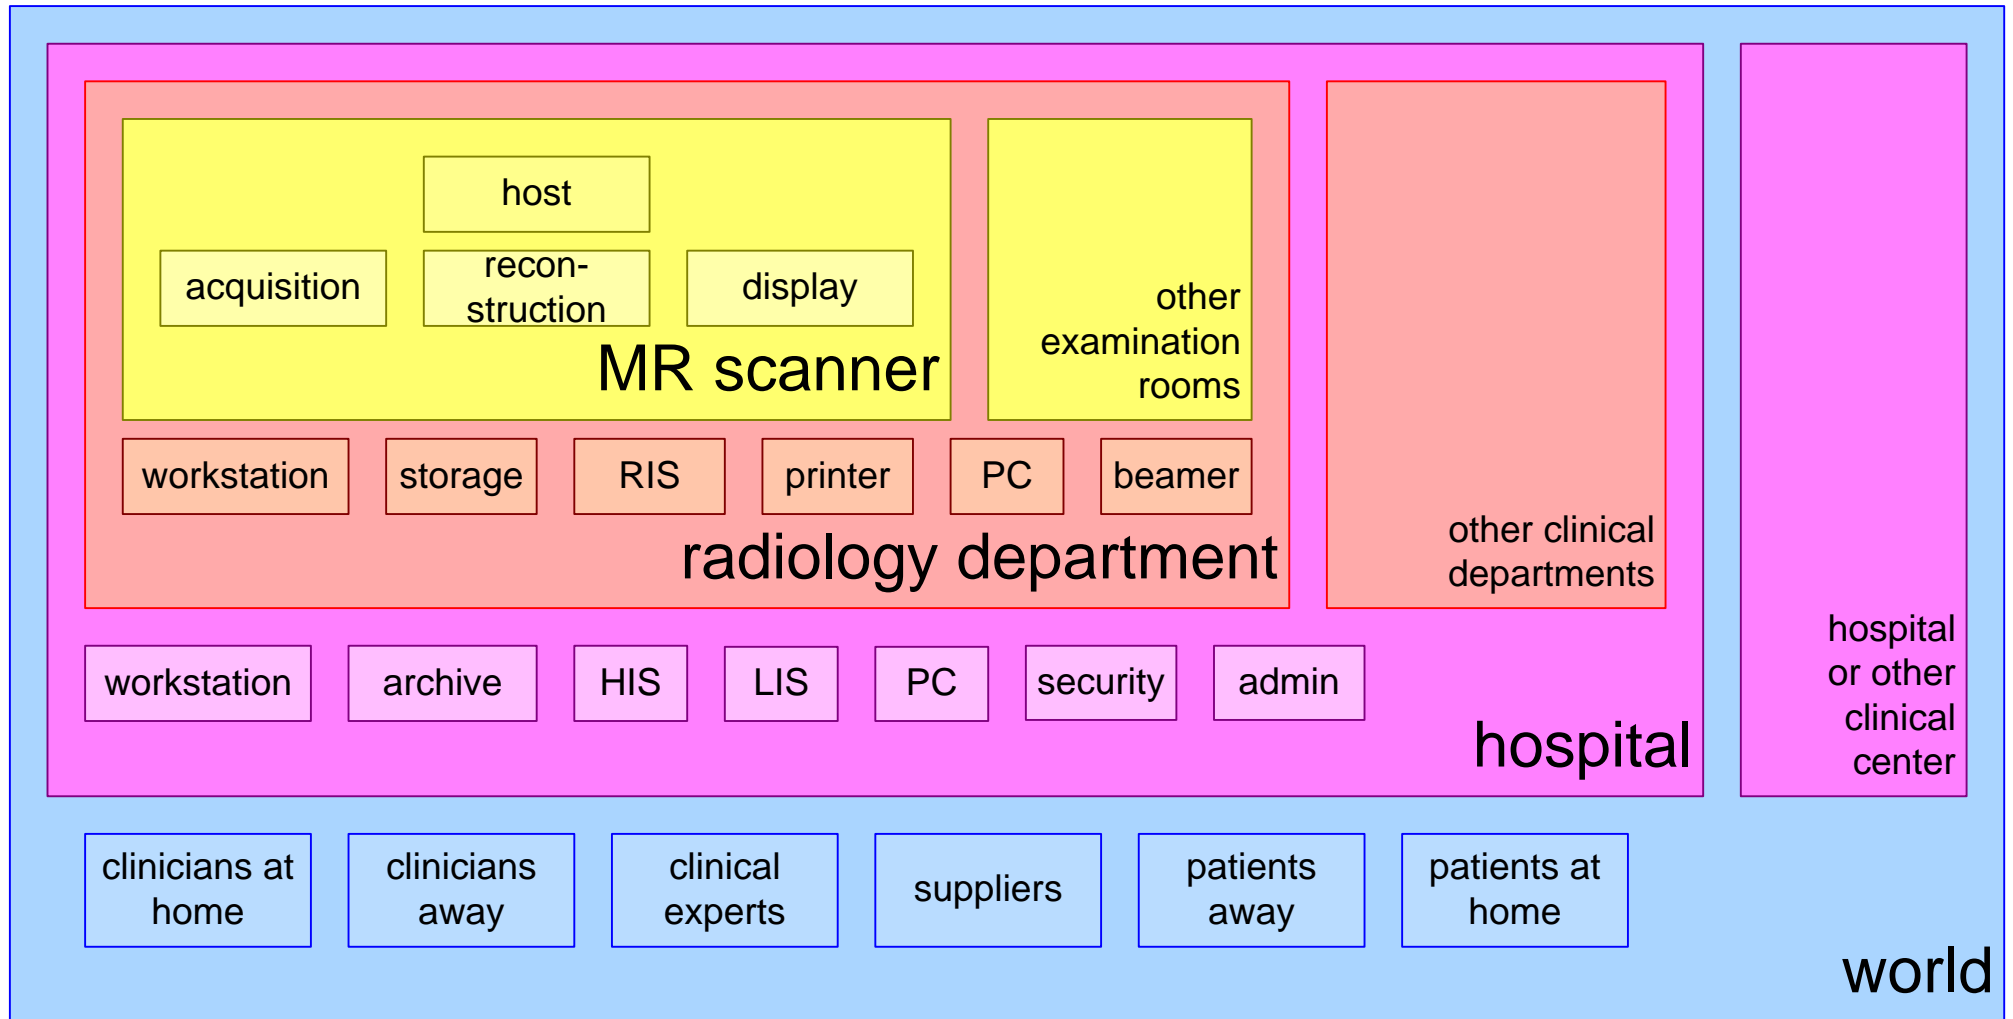 host
acquisition
recon-
struction
display
MR scanner
other
examination
rooms
workstation
storage
RIS
printer
PC
beamer
radiology department
other clinical
departments
workstation
archive
HIS
LIS
PC
security
admin
hospital
hospital
or other
clinical
center
clinicians at
home
clinicians
away
clinical
experts
suppliers
patients
away
patients at
home
world